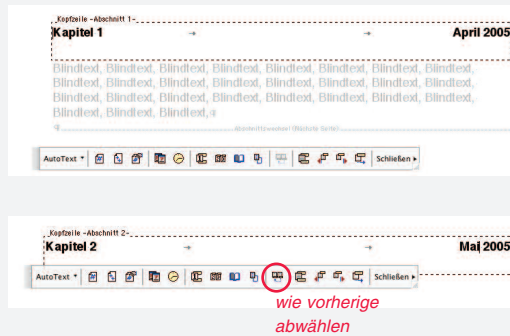 Kopfzeile -Abschnitt 1-
Kapitel 1 → → April 2005
Blindtext, Blindtext, Blindtext, Blindtext, Blindtext, Blindtext, Blindtext, Blindtext,
Blindtext, Blindtext, Blindtext, Blindtext, Blindtext, Blindtext, Blindtext, Blindtext,
Blindtext, Blindtext, Blindtext, Blindtext, Blindtext, Blindtext, Blindtext, Blindtext,
Blindtext, Blindtext, Blindtext,
Abschnittswechsel (Nächste Seite)
AutoText Schließen
Kopfzeile -Abschnitt 2-
Kapitel 2 → → Mai 2005
AutoText Schließen
wie vorherige
abwählen